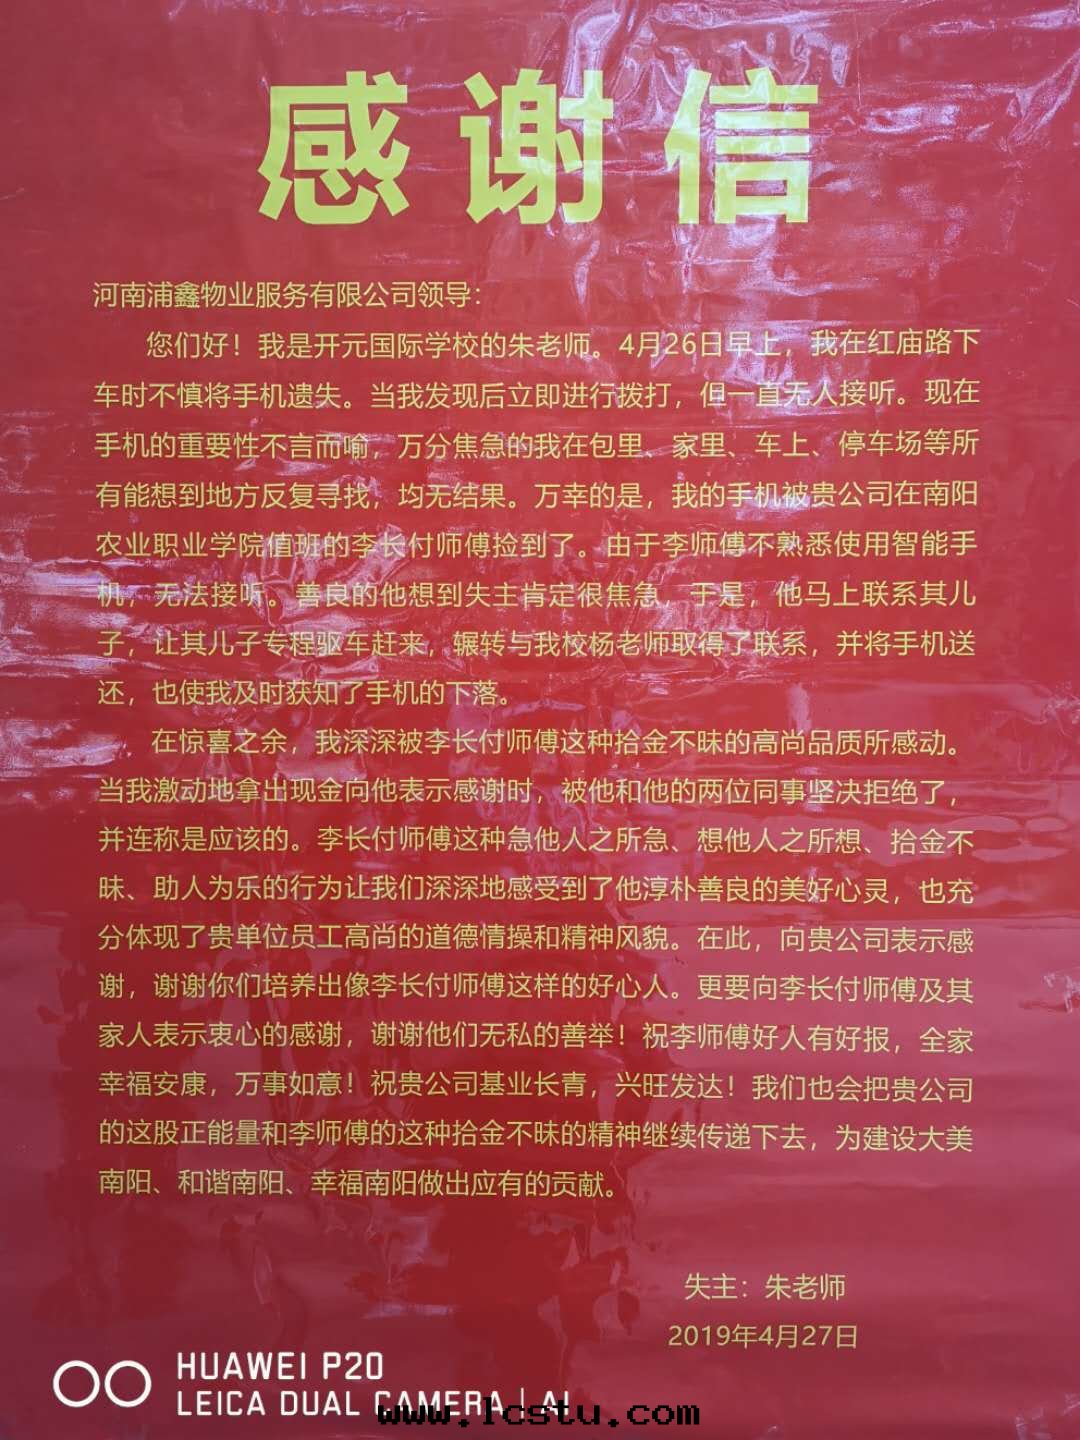 感谢信
河南浦鑫物业服务有限公司领导：
您们好！我是开元国际学校的朱老师。4月26日早上，我在红庙路下
车时不慎将手机遗失。当我发现后立即进行拨打，但一直无人接听。现在
手机的重要性不言而喻，万分焦急的我在包里、家里、车上、停车场等所
有能想到地方反复寻找，均无结果。万幸的是，我的手机被贵公司在南阳
农业职业学院值班的李长付师傅捡到了。由于李师傅不熟悉使用智能手
机，无法接听。善良的他想到失主肯定很焦急，于是，他马上联系其儿
子，让其儿子专程驱车赶来，辗转与我校杨老师取得了联系，并将手机送
还，也使我及时获知了手机的下落。
在惊喜之余，我深深被李长付师傅这种拾金不昧的高尚品质所感动。
当我激动地拿出现金向他表示感谢时，被他和他的两位同事坚决拒绝了，
并连称是应该的。李长付师傅这种急他人之所急、想他人之所想、拾金不
昧、助人为乐的行为让我们深深地感受到了他淳朴善良的美好心灵，也充
分体现了贵单位员工高尚的道德情操和精神风貌。在此，向贵公司表示感
谢，谢谢你们培养出像李长付师傅这样的好心人。更要向李长付师傅及其
家人表示衷心的感谢，谢谢他们无私的善举！祝李师傅好人有好报，全家
幸福安康，万事如意！祝贵公司基业长青，兴旺发达！我们也会把贵公司
的这股正能量和李师傅的这种拾金不昧的精神继续传递下去，为建设大美
南阳、和谐南阳、幸福南阳做出应有的贡献。
失主：朱老师
2019年4月27日
HUAWEI P20
LEICA DUAL CAMERA | AI
www.lcstu.com